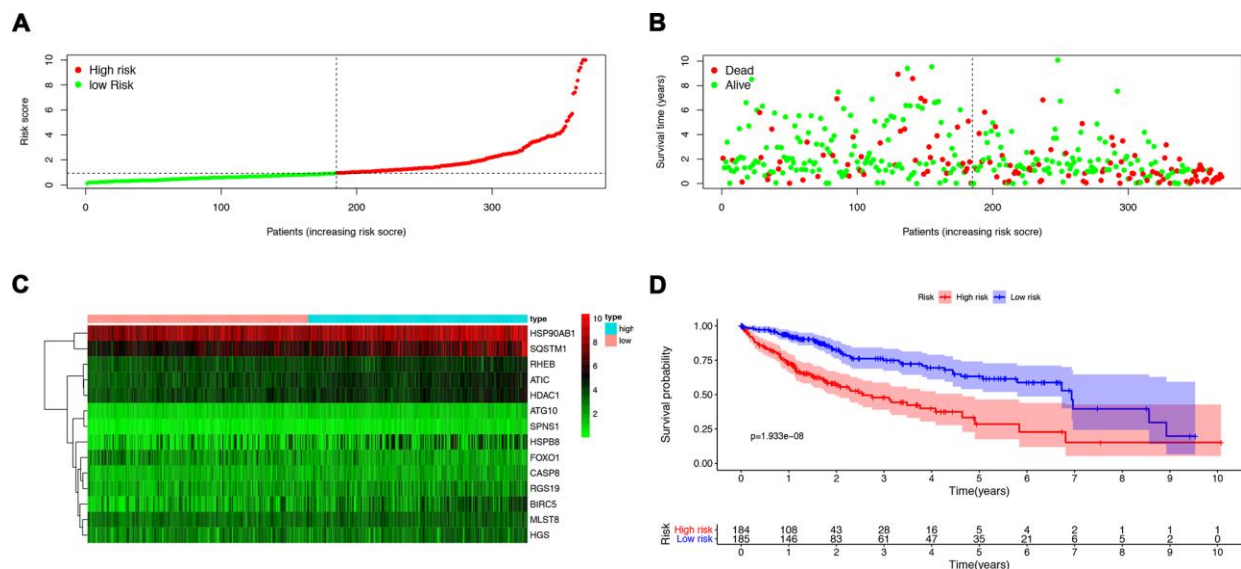 A
High risk
low Risk
Risk score
0 2 4 6 8 10
0 100 200 300
Patients (increasing risk socre)
B
Dead
Alive
Survival time (years)
0 2 4 6 8 10
0 100 200 300
Patients (increasing risk socre)
C
type
HSP90AB1
SQSTM1
RHEB
ATIC
HDAC1
ATG10
SPNS1
HSPB8
FOXO1
CASP8
RGS19
BIRC5
MLST8
HGS
10
8
6
4
2
type
high
low
D
Risk High risk Low risk
Survival probability
1.00
0.75
0.50
0.25
0.00
p=1.933e−08
0 1 2 3 4 5 6 7 8 9 10
Time(years)
Risk
High risk 184 108 43 28 16 5 4 2 1 1 1
Low risk 185 146 83 61 47 35 21 6 5 2 0
0 1 2 3 4 5 6 7 8 9 10
Time(years)